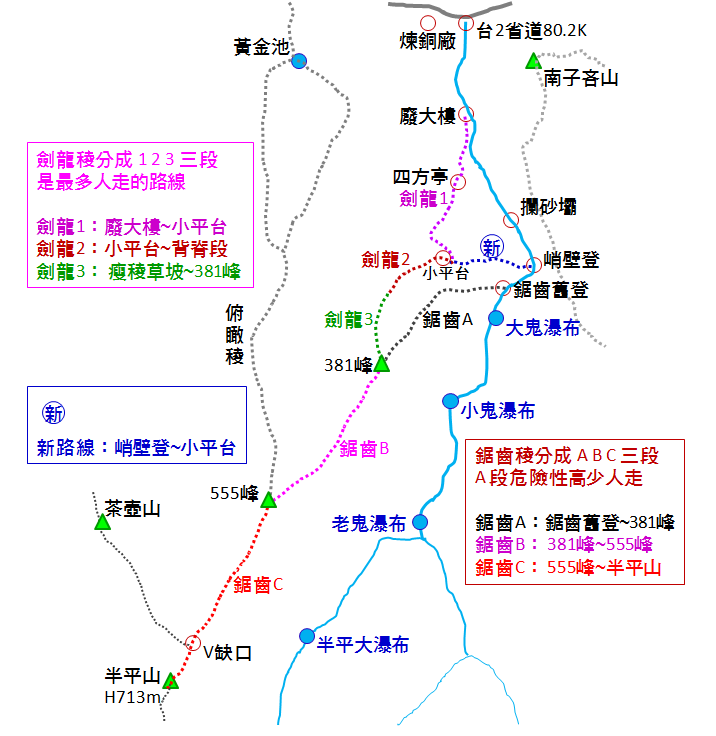 煉銅廠
台2省道80.2K
黃金池
南子吝山
廢大樓
劍龍稜分成 1 2 3 三段
是最多人走的路線
劍龍1：廢大樓~小平台
劍龍2：小平台~背脊段
劍龍3： 瘦稜草坡~381峰
四方亭
劍龍1
攔砂壩
新
劍龍2
小平台
峭壁登
鋸齒舊登
俯瞰稜
劍龍3
鋸齒A
大鬼瀑布
381峰
新
新路線：峭壁登~小平台
小鬼瀑布
鋸齒B
鋸齒稜分成 A B C 三段
A段危險性高少人走
鋸齒A：鋸齒舊登~381峰
鋸齒B： 381峰~555峰
鋸齒C： 555峰~半平山
555峰
茶壺山
老鬼瀑布
鋸齒C
半平大瀑布
V缺口
半平山
H713m